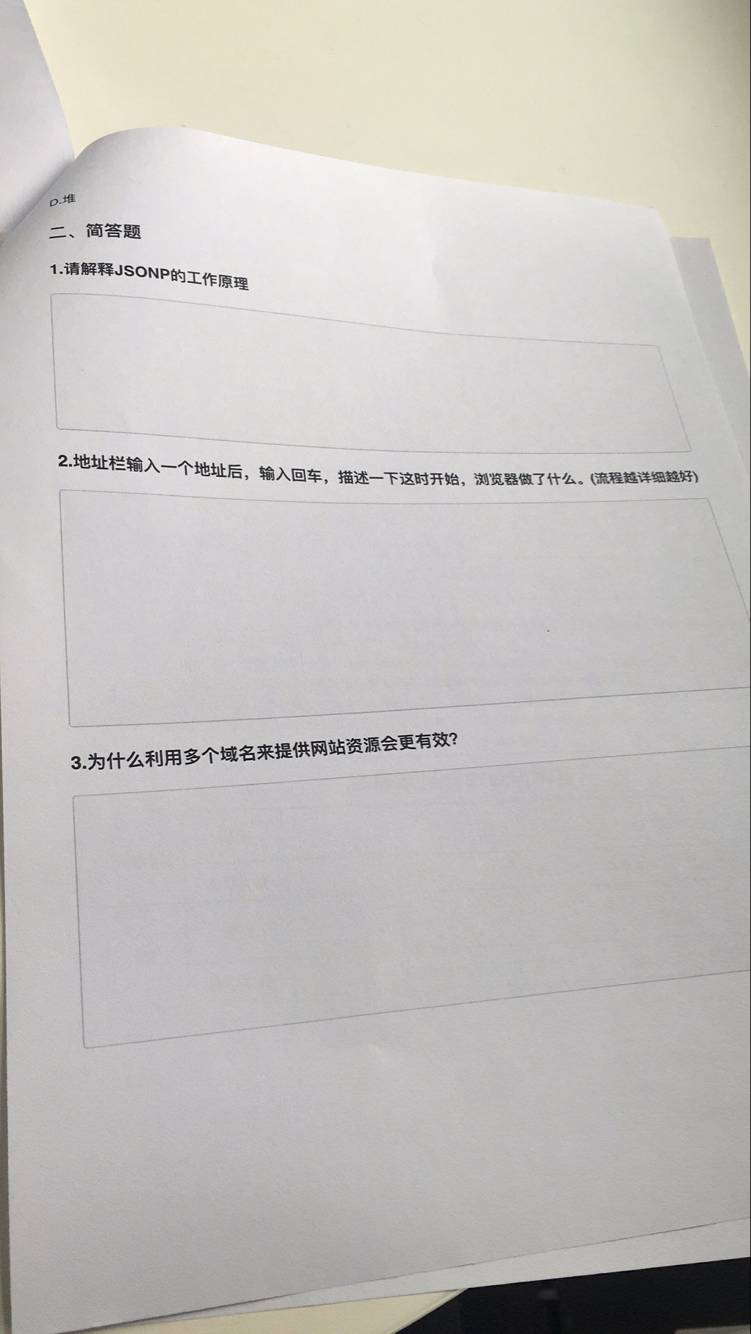 D.堆
二、简答题
1.请解释JSONP的工作原理
2.地址栏输入一个地址后，输入回车，描述一下这时开始，浏览器做了什么。(流程越详细越好)
3.为什么利用多个域名来提供网站资源会更有效?